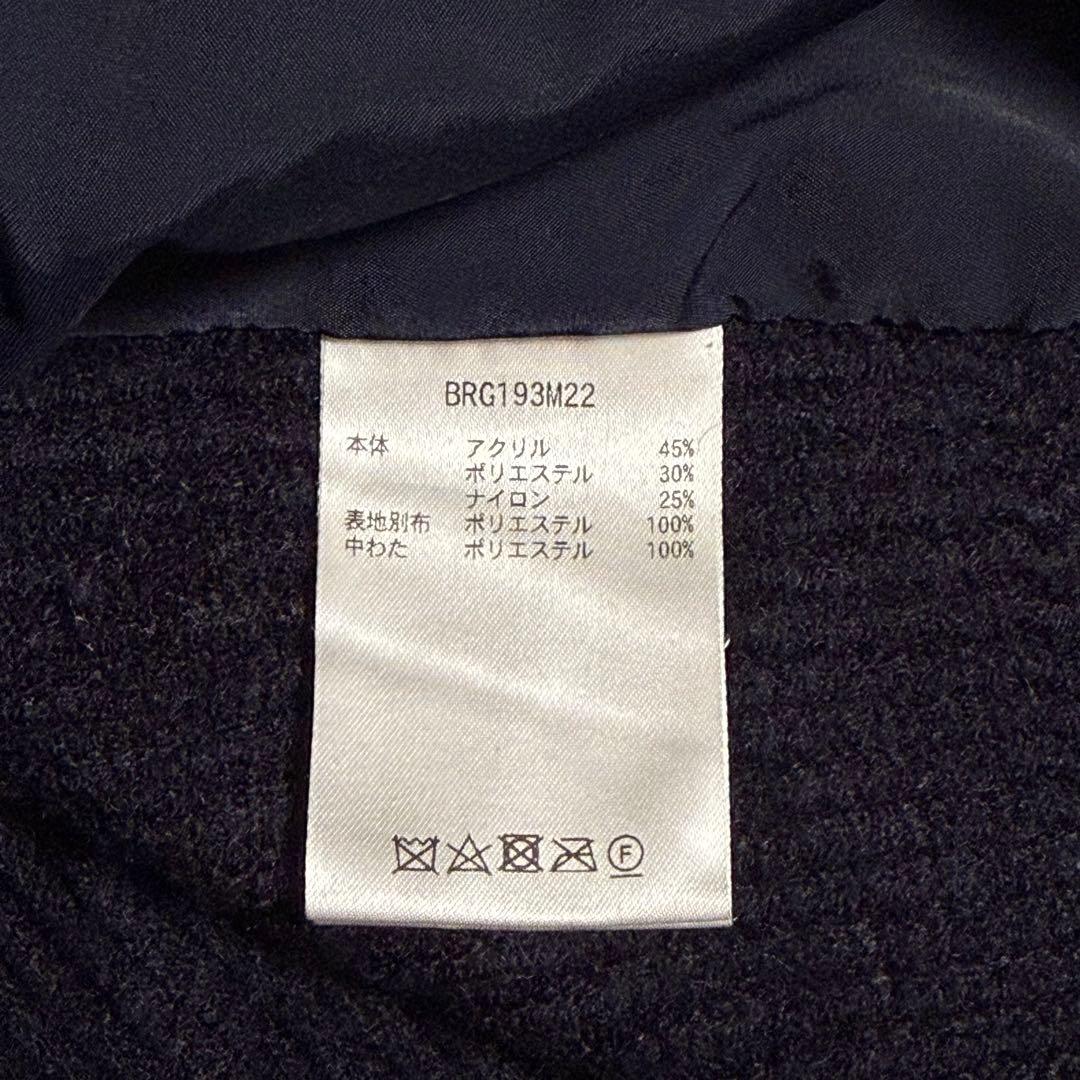 BRG193M22
本体 アクリル 45%
ポリエステル 30%
ナイロン 25%
表地別布 ポリエステル 100%
中わた ポリエステル 100%
F